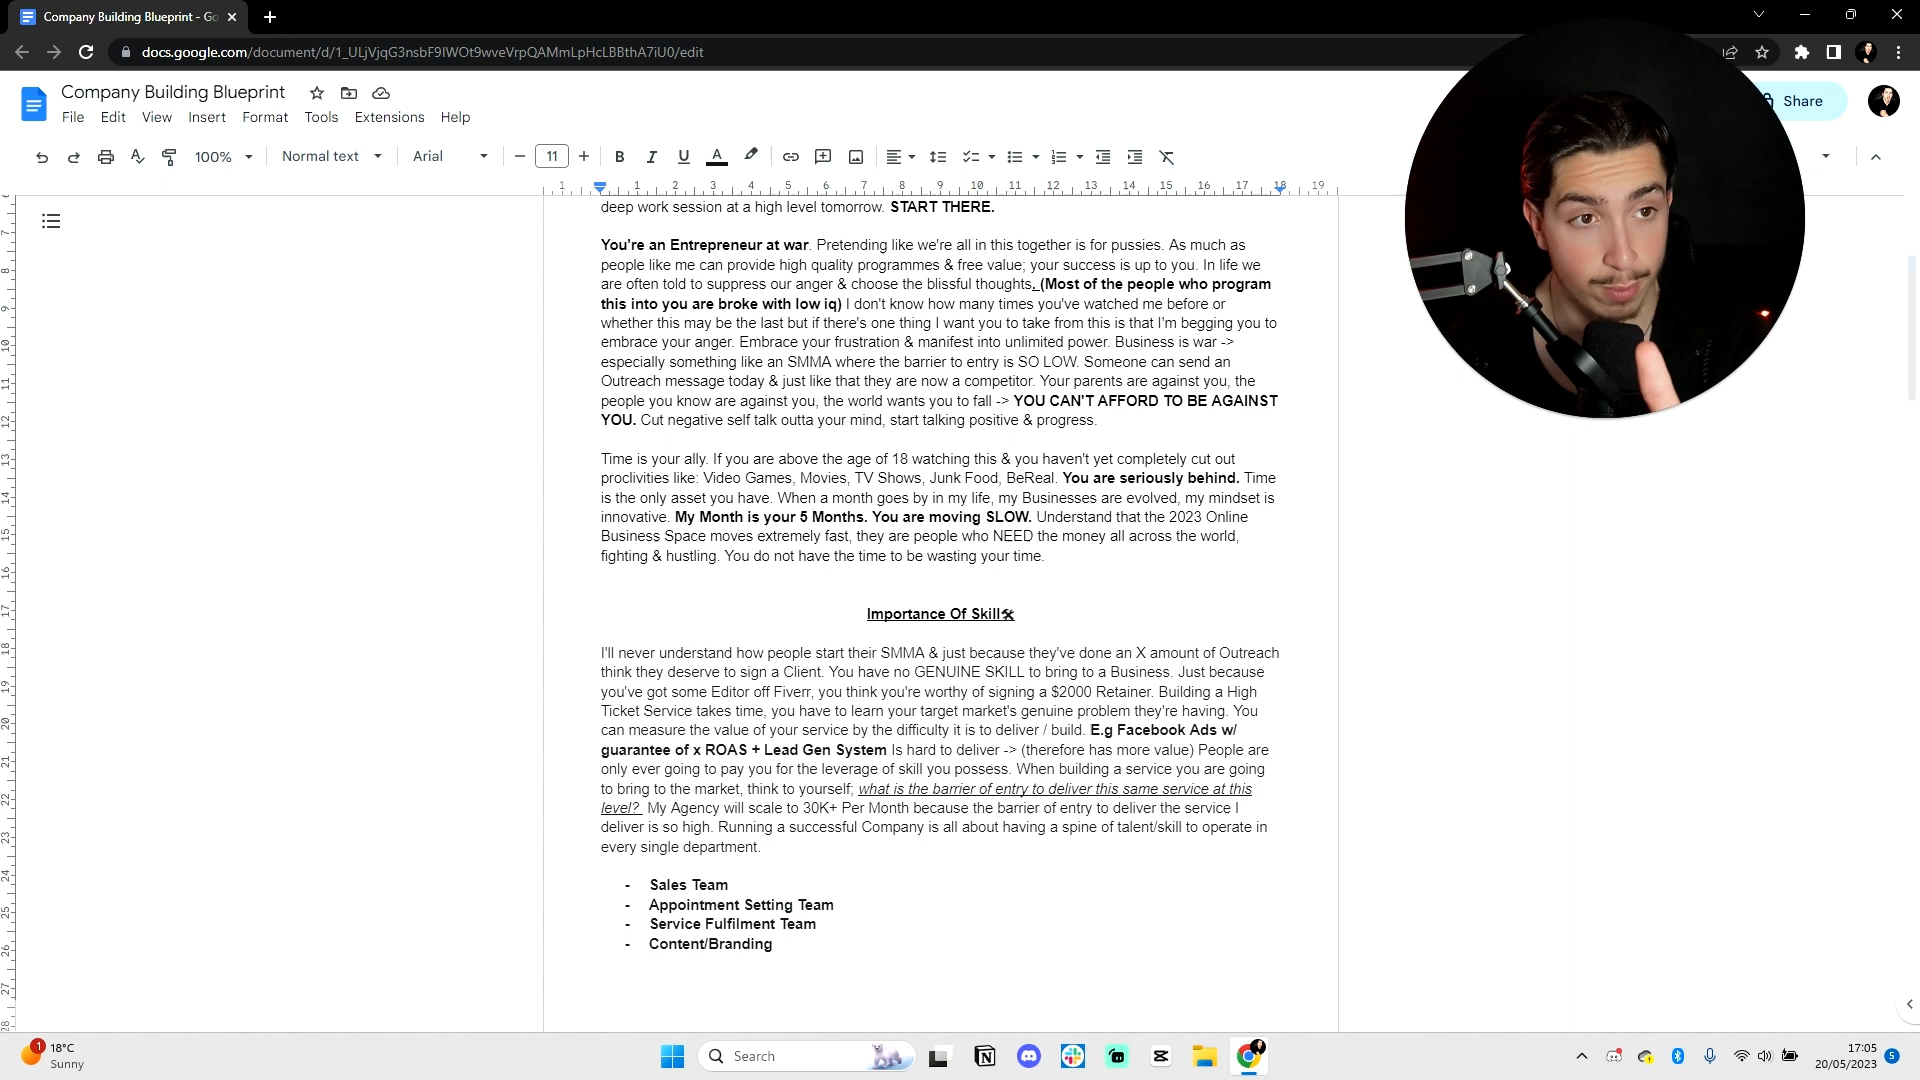 Company Building Blueprint - Go
docs.google.com/document/d/1_ULjVjqG3nsbF9IWOt9wveVrpQAMmLpHcLBBthA7iU0/edit
Company Building Blueprint
Share
File Edit View Insert Format Tools Extensions Help
100% Normal text Arial 11
1 1 2 3 4 5 6 7 8 9 10 11 12 13 14 15 16 17 18 19
deep work session at a high level tomorrow. START THERE.
You're an Entrepreneur at war. Pretending like we're all in this together is for pussies. As much as
people like me can provide high quality programmes & free value; your success is up to you. In life we
are often told to suppress our anger & choose the blissful thoughts. (Most of the people who program
this into you are broke with low iq) I don't know how many times you've watched me before or
whether this may be the last but if there's one thing I want you to take from this is that I'm begging you to
embrace your anger. Embrace your frustration & manifest into unlimited power. Business is war ->
especially something like an SMMA where the barrier to entry is SO LOW. Someone can send an
Outreach message today & just like that they are now a competitor. Your parents are against you, the
people you know are against you, the world wants you to fall -> YOU CAN'T AFFORD TO BE AGAINST
YOU. Cut negative self talk outta your mind, start talking positive & progress.
Time is your ally. If you are above the age of 18 watching this & you haven't yet completely cut out
proclivities like: Video Games, Movies, TV Shows, Junk Food, BeReal. You are seriously behind. Time
is the only asset you have. When a month goes by in my life, my Businesses are evolved, my mindset is
innovative. My Month is your 5 Months. You are moving SLOW. Understand that the 2023 Online
Business Space moves extremely fast, they are people who NEED the money all across the world,
fighting & hustling. You do not have the time to be wasting your time.
Importance Of Skill🛠
I'll never understand how people start their SMMA & just because they've done an X amount of Outreach
think they deserve to sign a Client. You have no GENUINE SKILL to bring to a Business. Just because
you've got some Editor off Fiverr, you think you're worthy of signing a $2000 Retainer. Building a High
Ticket Service takes time, you have to learn your target market's genuine problem they're having. You
can measure the value of your service by the difficulty it is to deliver / build. E.g Facebook Ads w/
guarantee of x ROAS + Lead Gen System Is hard to deliver -> (therefore has more value) People are
only ever going to pay you for the leverage of skill you possess. When building a service you are going
to bring to the market, think to yourself; what is the barrier of entry to deliver this same service at this
level? My Agency will scale to 30K+ Per Month because the barrier of entry to deliver the service I
deliver is so high. Running a successful Company is all about having a spine of talent/skill to operate in
every single department.
- Sales Team
- Appointment Setting Team
- Service Fulfilment Team
- Content/Branding
1
18°C
Sunny
Search
17:05
20/05/2023
5